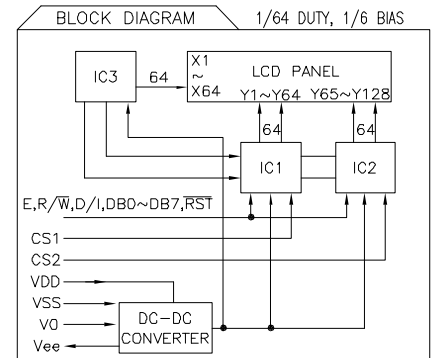 BLOCK DIAGRAM 1/64 DUTY, 1/6 BIAS
IC3
64
X1
~
X64
LCD PANEL
Y1~Y64 Y65~Y128
64
64
IC1
IC2
E,R/W̅,D/I,DB0~DB7,R̅S̅T̅
CS1
CS2
VDD
VSS
V0
Vee
DC-DC
CONVERTER